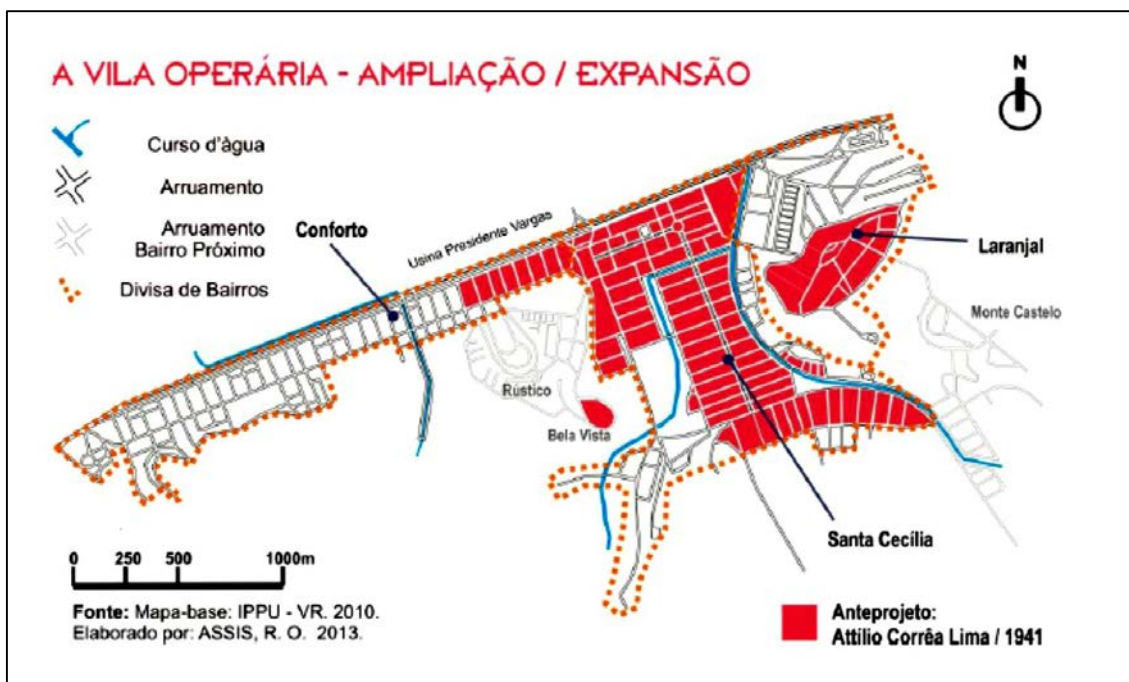 A VILA OPERÁRIA - AMPLIAÇÃO / EXPANSÃO
N
Curso d'àgua
Arruamento
Arruamento
Bairro Próximo
Divisa de Bairros
Conforto
Usina Presidente Vargas
Laranjal
Monte Castelo
Rústico
Bela Vista
Santa Cecília
0 250 500 1000m
Fonte: Mapa-base: IPPU - VR. 2010.
Elaborado por: ASSIS, R. O. 2013.
Anteprojeto:
Attílio Corrêa Lima / 1941